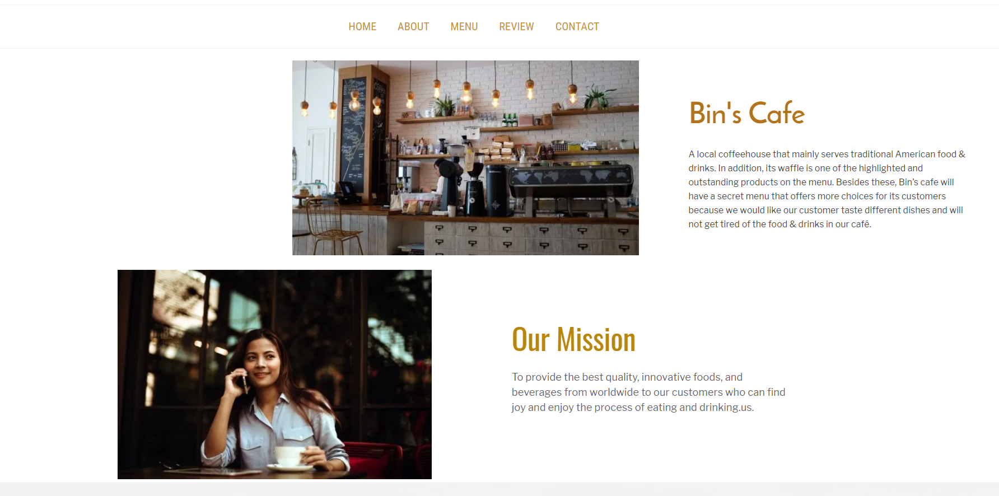 HOME ABOUT MENU REVIEW CONTACT
Bin's Cafe
A local coffeehouse that mainly serves traditional American food &
drinks. In addition, its waffle is one of the highlighted and
outstanding products on the menu. Besides these, Bin’s cafe will
have a secret menu that offers more choices for its customers
because we would like our customer taste different dishes and will
not get tired of the food & drinks in our café.
Our Mission
To provide the best quality, innovative foods, and
beverages from worldwide to our customers who can find
joy and enjoy the process of eating and drinking.us.